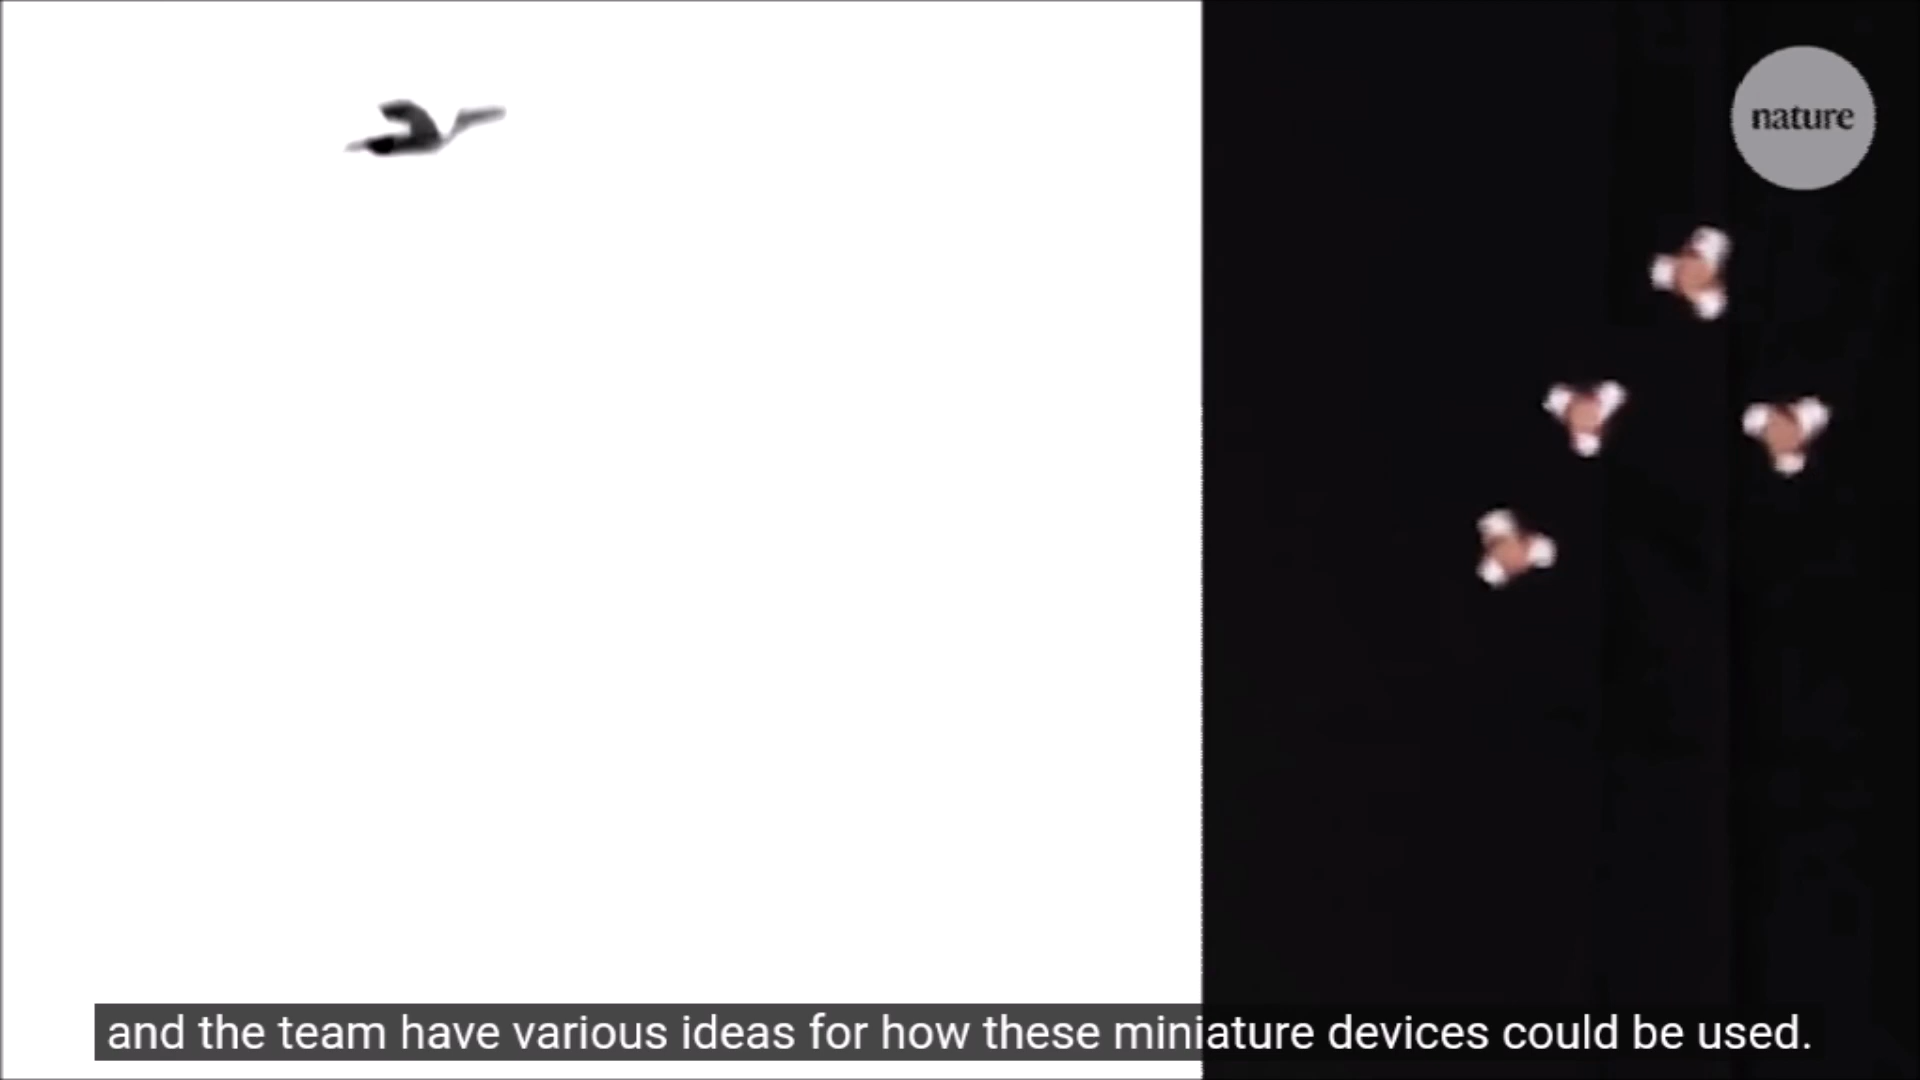 nature
and the team have various ideas for how these miniature devices could be used.